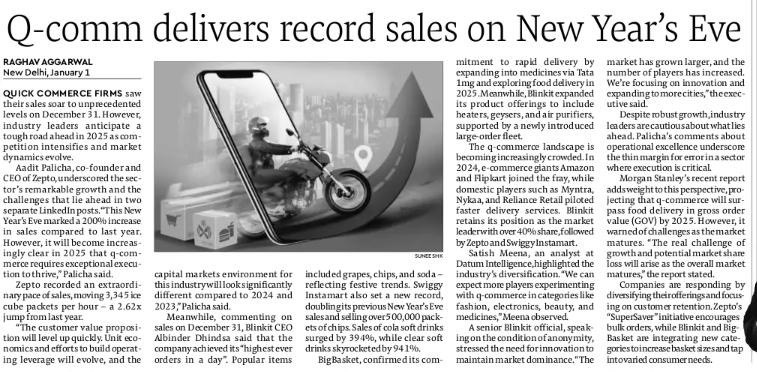 Q-comm delivers record sales on New Year's Eve
RAGHAV AGGARWAL
New Delhi, January 1
QUICK COMMERCE FIRMS saw
their sales soar to unprecedented
levels on December 31. However,
industry leaders anticipate a
tough road ahead in 2025 as com-
petition intensifies and market
dynamics evolve.
Aadit Palicha, co-founder and
CEO of Zepto, underscored the sec-
tor's remarkable growth and the
challenges that lie ahead in two
separate LinkedIn posts. "This New
Year's Eve marked a 200% increase
in sales compared to last year.
However, it will become increas-
ingly clear in 2025 that q-com-
merce requires exceptional execu-
tion to thrive," Palicha said.
Zepto recorded an extraordi-
nary pace of sales, moving 3,345 ice
cube packets per hour – a 2.62x
jump from last year.
"The customer value proposi-
tion will level up quickly. Unit eco-
nomics and efforts to build operat-
ing leverage will evolve, and the
SUNEESH K
capital markets environment for
this industry will look significantly
different compared to 2024 and
2023," Palicha said.
Meanwhile, commenting on
sales on December 31, Blinkit CEO
Albinder Dhindsa said that the
company achieved its "highest ever
orders in a day". Popular items
included grapes, chips, and soda –
reflecting festive trends. Swiggy
Instamart also set a new record,
doubling its previous New Year's Eve
sales and selling over 500,000 pack-
ets of chips. Sales of cola soft drinks
surged by 394%, while clear soft
drinks skyrocketed by 941%.
BigBasket, confirmed its com-
mitment to rapid delivery by
expanding into medicines via Tata
1mg and exploring food delivery in
2025. Meanwhile, Blinkit expanded
its product offerings to include
heaters, geysers, and air purifiers,
supported by a newly introduced
large-order fleet.
The q-commerce landscape is
becoming increasingly crowded. In
2024, e-commerce giants Amazon
and Flipkart joined the fray, while
domestic players such as Myntra,
Nykaa, and Reliance Retail piloted
faster delivery services. Blinkit
retains its position as the market
leader with over 40% share, followed
by Zepto and Swiggy Instamart.
Satish Meena, an analyst at
Datum Intelligence, highlighted the
industry's diversification. "We can
expect more players experimenting
with q-commerce in categories like
fashion, electronics, beauty, and
medicines," Meena observed.
A senior Blinkit official, speak-
ing on the condition of anonymity,
stressed the need for innovation to
maintain market dominance. "The
market has grown larger, and the
number of players has increased.
We're focusing on innovation and
expanding to more cities," the exec-
utive said.
Despite robust growth, industry
leaders are cautious about what lies
ahead. Palicha's comments about
operational excellence underscore
the thin margin for error in a sector
where execution is critical.
Morgan Stanley's recent report
adds weight to this perspective, pro-
jecting that q-commerce will sur-
pass food delivery in gross order
value (GOV) by 2025. However, it
warned of challenges as the market
matures. "The real challenge of
growth and potential market share
loss will arise as the overall market
matures," the report stated.
Companies are responding by
diversifying their offerings and focus-
ing on customer retention. Zepto's
"SuperSaver" initiative encourages
bulk orders, while Blinkit and Big-
Basket are integrating new cate-
gories to increase basket sizes and tap
into varied consumer needs.